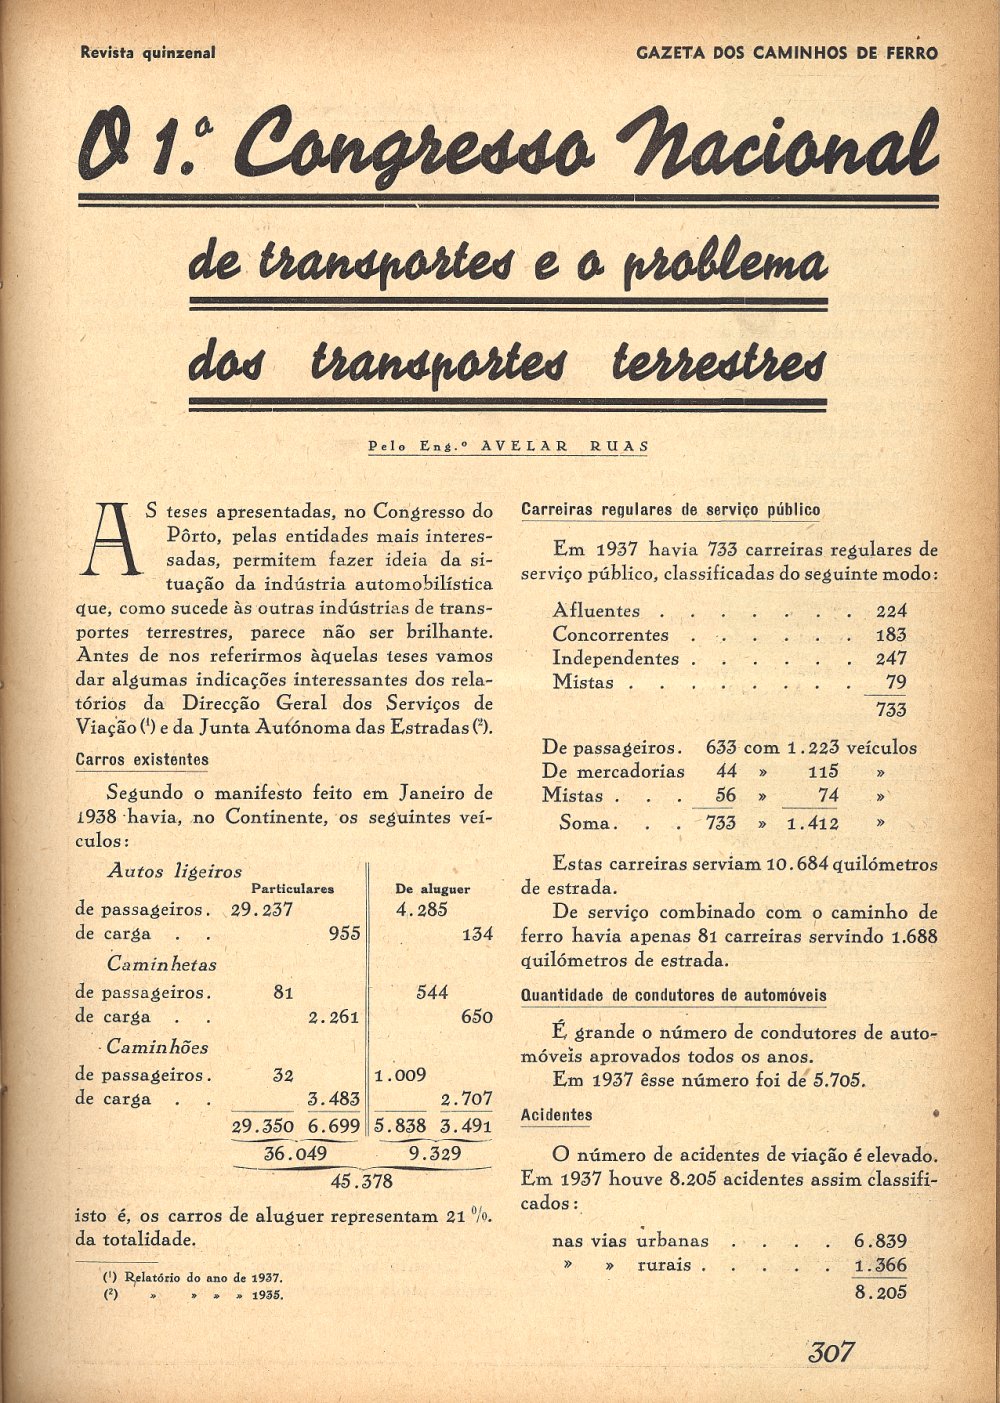 Revista quinzenal
GAZETA DOS CAMINHOS DE FERRO
O 1.º Congresso Nacional
de transportes e o problema
dos transportes terrestres
Pelo Eng.º AVELAR RUAS
AS teses apresentadas, no Congresso do
Pôrto, pelas entidades mais interes-
sadas, permitem fazer ideia da si-
tuação da indústria automobilística
que, como sucede às outras indústrias de trans-
portes terrestres, parece não ser brilhante.
Antes de nos referirmos àquelas teses vamos
dar algumas indicações interessantes dos rela-
tórios da Direcção Geral dos Serviços de
Viação (¹) e da Junta Autónoma das Estradas (²).
Carros existentes
Segundo o manifesto feito em Janeiro de
1938 havia, no Continente, os seguintes veí-
culos:
Autos ligeiros
Particulares De aluguer
de passageiros. 29.237 4.285
de carga . . 955 134
Caminhetas
de passageiros. 81 544
de carga . . 2.261 650
Caminhões
de passageiros. 32 1.009
de carga . . 3.483 2.707
29.350 6.699 5.838 3.491
36.049 9.329
45.378
isto é, os carros de aluguer representam 21 %.
da totalidade.
(¹) Relatório do ano de 1937.
(²) » » » » 1935.
Carreiras regulares de serviço público
Em 1937 havia 733 carreiras regulares de
serviço público, classificadas do seguinte modo:
Afluentes . . . . . . . 224
Concorrentes . . . . . . 183
Independentes . . . . . . 247
Mistas . . . . . . . . 79
733
De passageiros. 633 com 1.223 veículos
De mercadorias 44 » 115 »
Mistas . . . 56 » 74 »
Soma. . . 733 » 1.412 »
Estas carreiras serviam 10.684 quilómetros
de estrada.
De serviço combinado com o caminho de
ferro havia apenas 81 carreiras servindo 1.688
quilómetros de estrada.
Quantidade de condutores de automóveis
É grande o número de condutores de auto-
móveis aprovados todos os anos.
Em 1937 êsse número foi de 5.705.
Acidentes
O número de acidentes de viação é elevado.
Em 1937 houve 8.205 acidentes assim classifi-
cados:
nas vias urbanas . . . . 6.839
» » rurais . . . . . 1.366
8.205
307